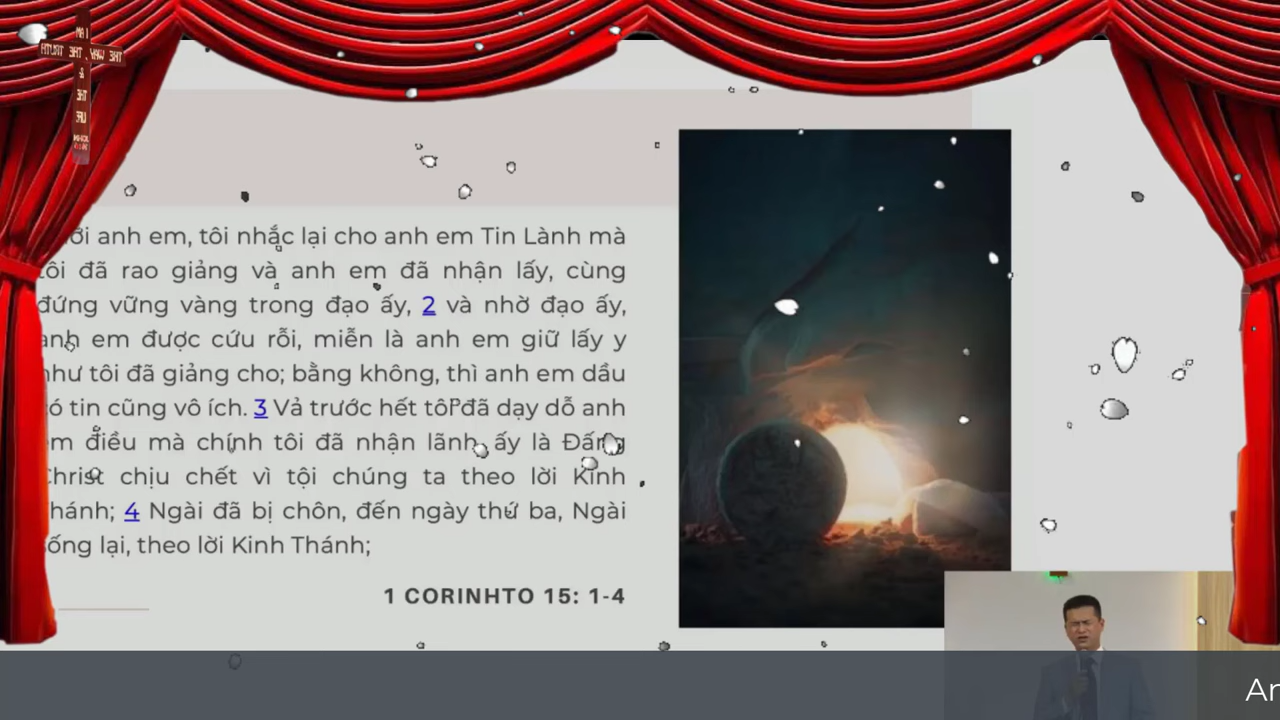 anh em, tôi nhắc lại cho anh em Tin Lành mà
tôi đã rao giảng và anh em đã nhận lấy, cùng
đứng vững vàng trong đạo ấy, 2 và nhờ đạo ấy,
anh em được cứu rỗi, miễn là anh em giữ lấy y
như tôi đã giảng cho; bằng không, thì anh em dầu
có tin cũng vô ích. 3 Vả trước hết tôi đã dạy dỗ anh
em điều mà chính tôi đã nhận lãnh, ấy là Đấng
Christ chịu chết vì tội chúng ta theo lời Kinh
Thánh; 4 Ngài đã bị chôn, đến ngày thứ ba, Ngài
sống lại, theo lời Kinh Thánh;
1 CORINHTO 15: 1-4